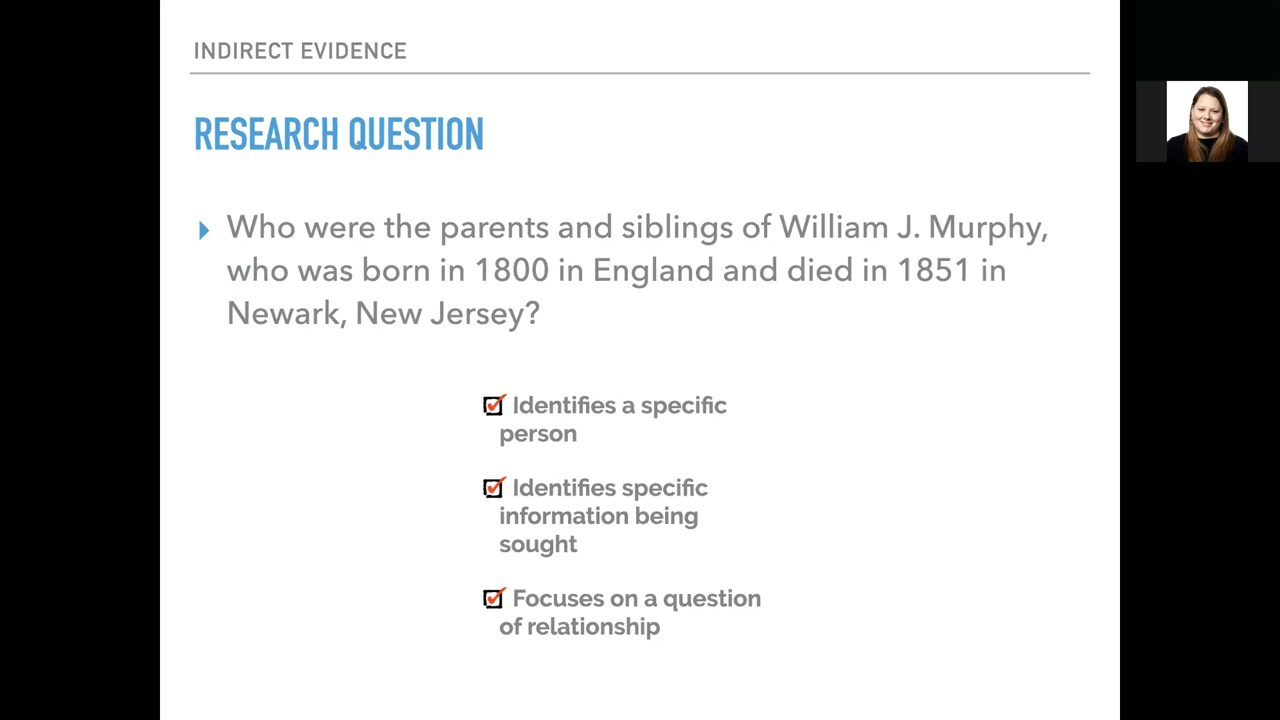 INDIRECT EVIDENCE
RESEARCH QUESTION
Who were the parents and siblings of William J. Murphy,
who was born in 1800 in England and died in 1851 in
Newark, New Jersey?
Identifies a specific
person
Identifies specific
information being
sought
Focuses on a question
of relationship